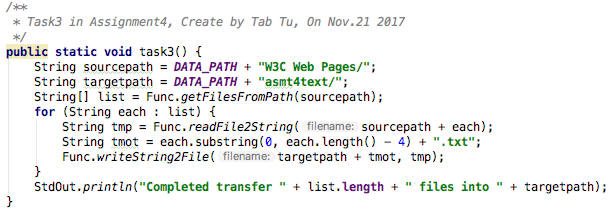 /**
 * Task3 in Assignment4, Create by Tab Tu, On Nov.21 2017
 */
public static void task3() {
    String sourcepath = DATA_PATH + "W3C Web Pages/";
    String targetpath = DATA_PATH + "asmt4text/";
    String[] list = Func.getFilesFromPath(sourcepath);
    for (String each : list) {
        String tmp = Func.readFile2String( filename: sourcepath + each);
        String tmot = each.substring(0, each.length() - 4) + ".txt";
        Func.writeString2File( filename: targetpath + tmot, tmp);
    }
    StdOut.println("Completed transfer " + list.length + " files into " + targetpath);
}